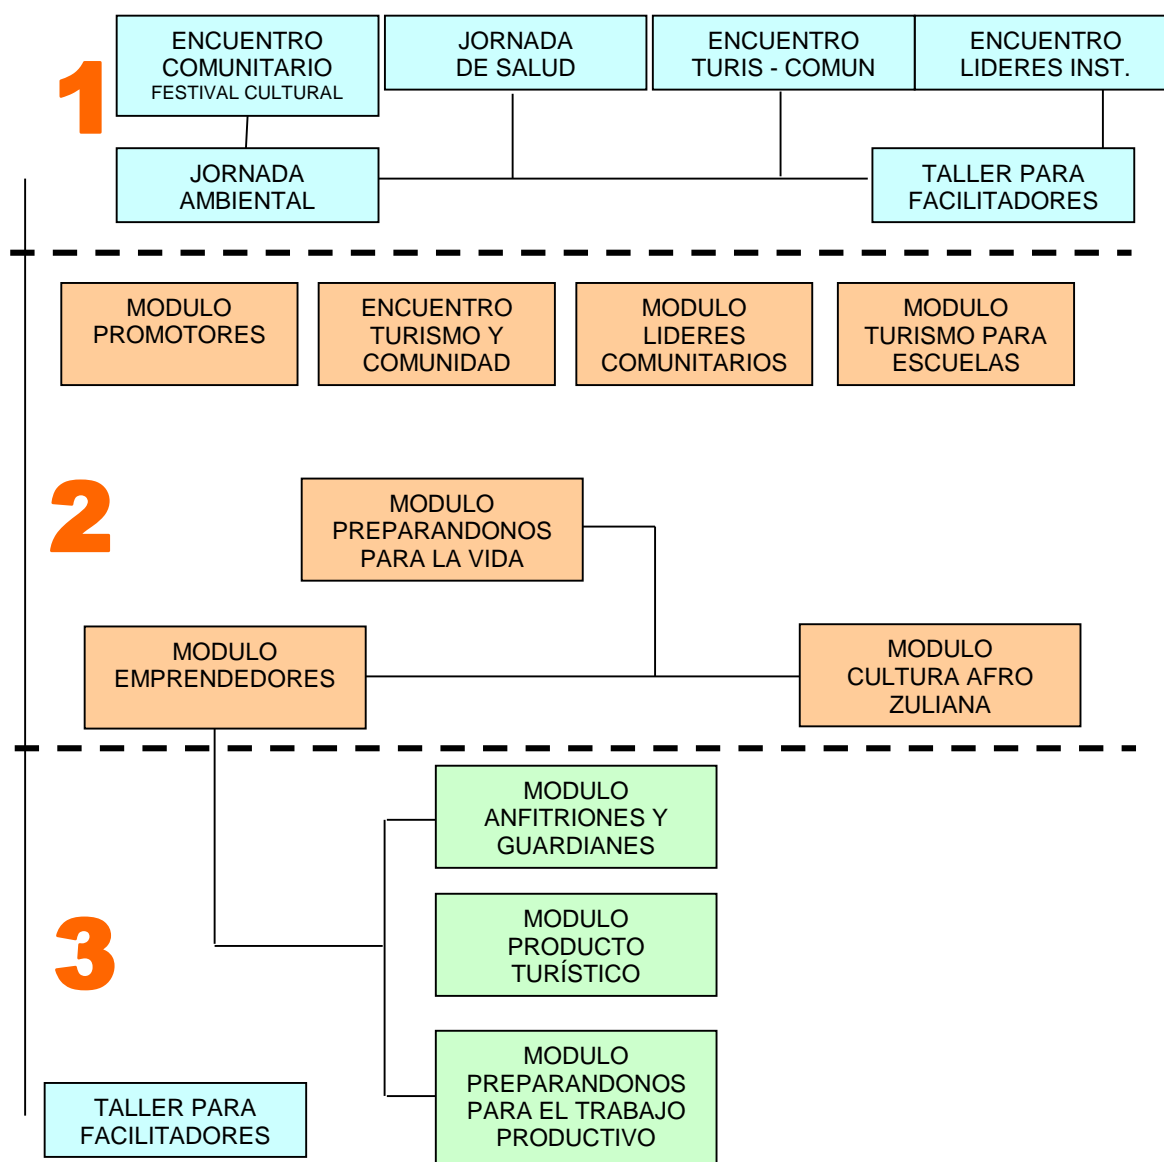 1
ENCUENTRO
COMUNITARIO
FESTIVAL CULTURAL
JORNADA
DE SALUD
ENCUENTRO
TURIS - COMUN
ENCUENTRO
LIDERES INST.
JORNADA
AMBIENTAL
TALLER PARA
FACILITADORES
MODULO
PROMOTORES
ENCUENTRO
TURISMO Y
COMUNIDAD
MODULO
LIDERES
COMUNITARIOS
MODULO
TURISMO PARA
ESCUELAS
2
MODULO
PREPARANDONOS
PARA LA VIDA
MODULO
EMPRENDEDORES
MODULO
CULTURA AFRO
ZULIANA
3
MODULO
ANFITRIONES Y
GUARDIANES
MODULO
PRODUCTO
TURÍSTICO
MODULO
PREPARANDONOS
PARA EL TRABAJO
PRODUCTIVO
TALLER PARA
FACILITADORES